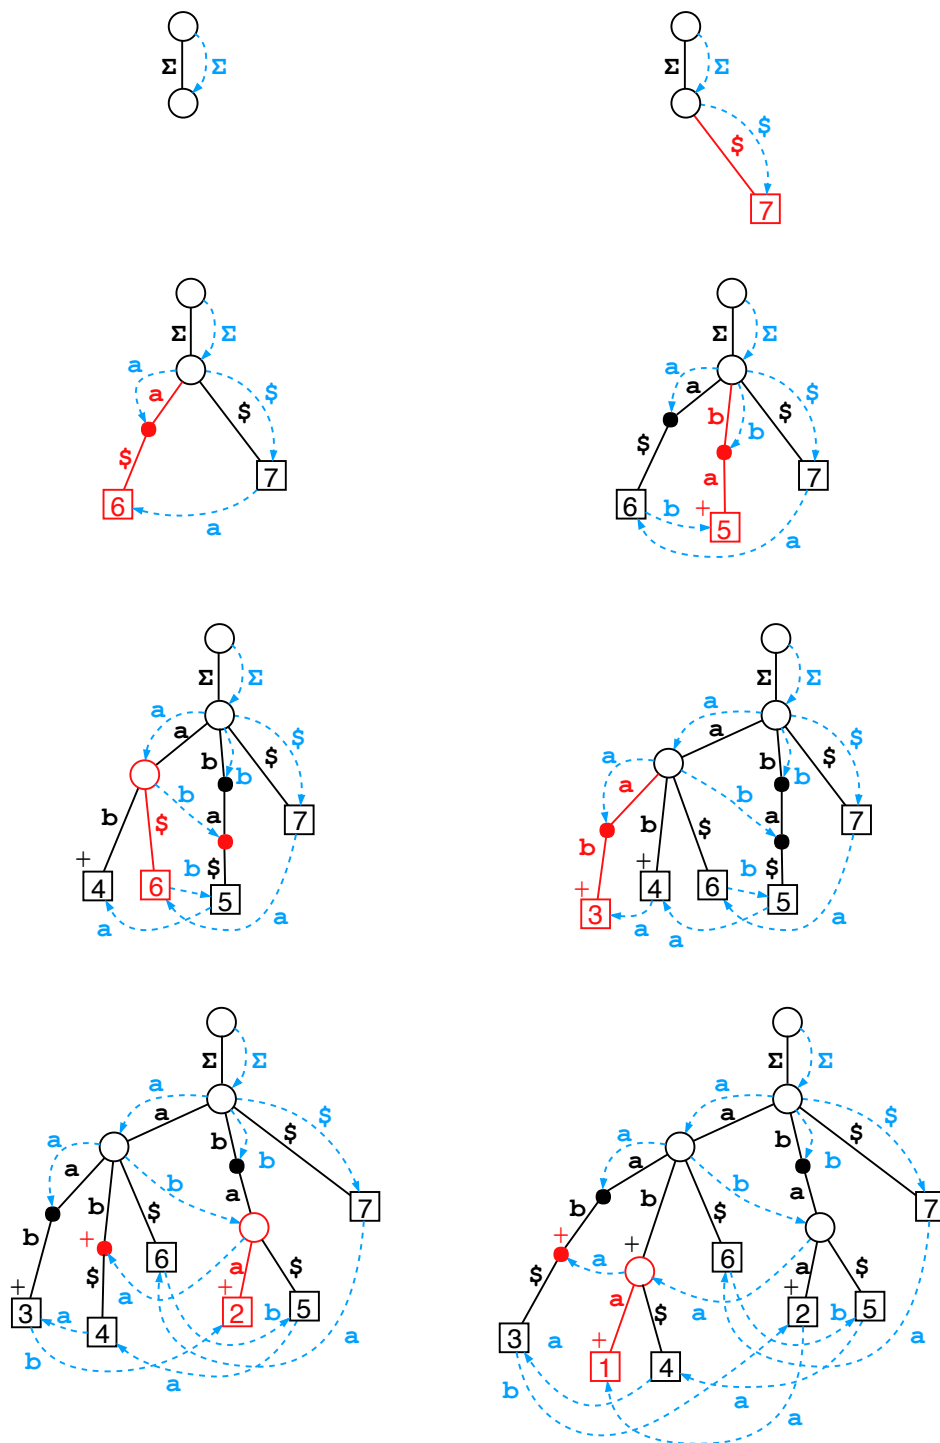 Σ Σ
Σ Σ
$
$
7
Σ Σ
a a $ $
$
6 7
a
Σ Σ
a a b b $ $
$ a
6 b + 5 7
a
Σ Σ
a a b b $ $
b b $ a
+ 4 6 b $ 5 7
a a
Σ Σ
a a b b $ $
a a b b $ a
b + 4 6 b $ 5 7
+ 3 a a a
Σ Σ
a a b b $ $
a a b b $ a
b + $ 6 + a 2 $ 5 7
+ 3 a 4 a b a
b a
Σ Σ
a a b b $ $
a a b b $ a
b + a + 6 + a 2 $ 5 7
$ a $ a b a
3 a + 1 4 a
b a